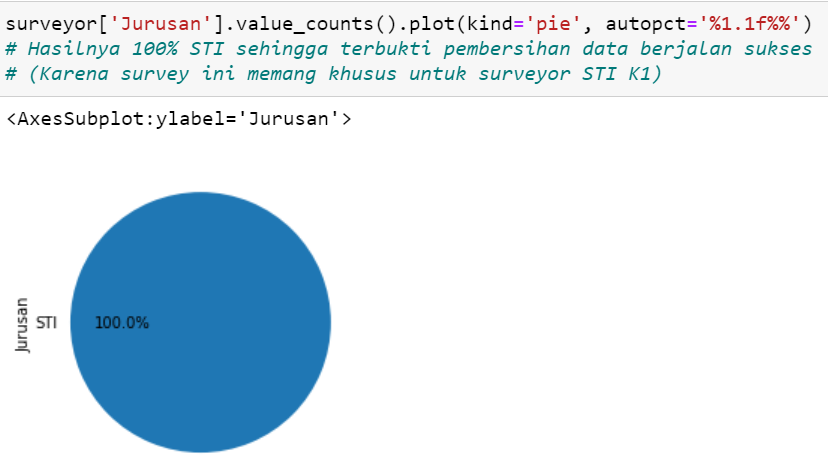 surveyor['Jurusan'].value_counts().plot(kind='pie', autopct='%1.1f%%')
# Hasilnya 100% STI sehingga terbukti pembersihan data berjalan sukses
# (Karena survey ini memang khusus untuk surveyor STI K1)
<AxesSubplot:ylabel='Jurusan'>
Jurusan
STI
100.0%